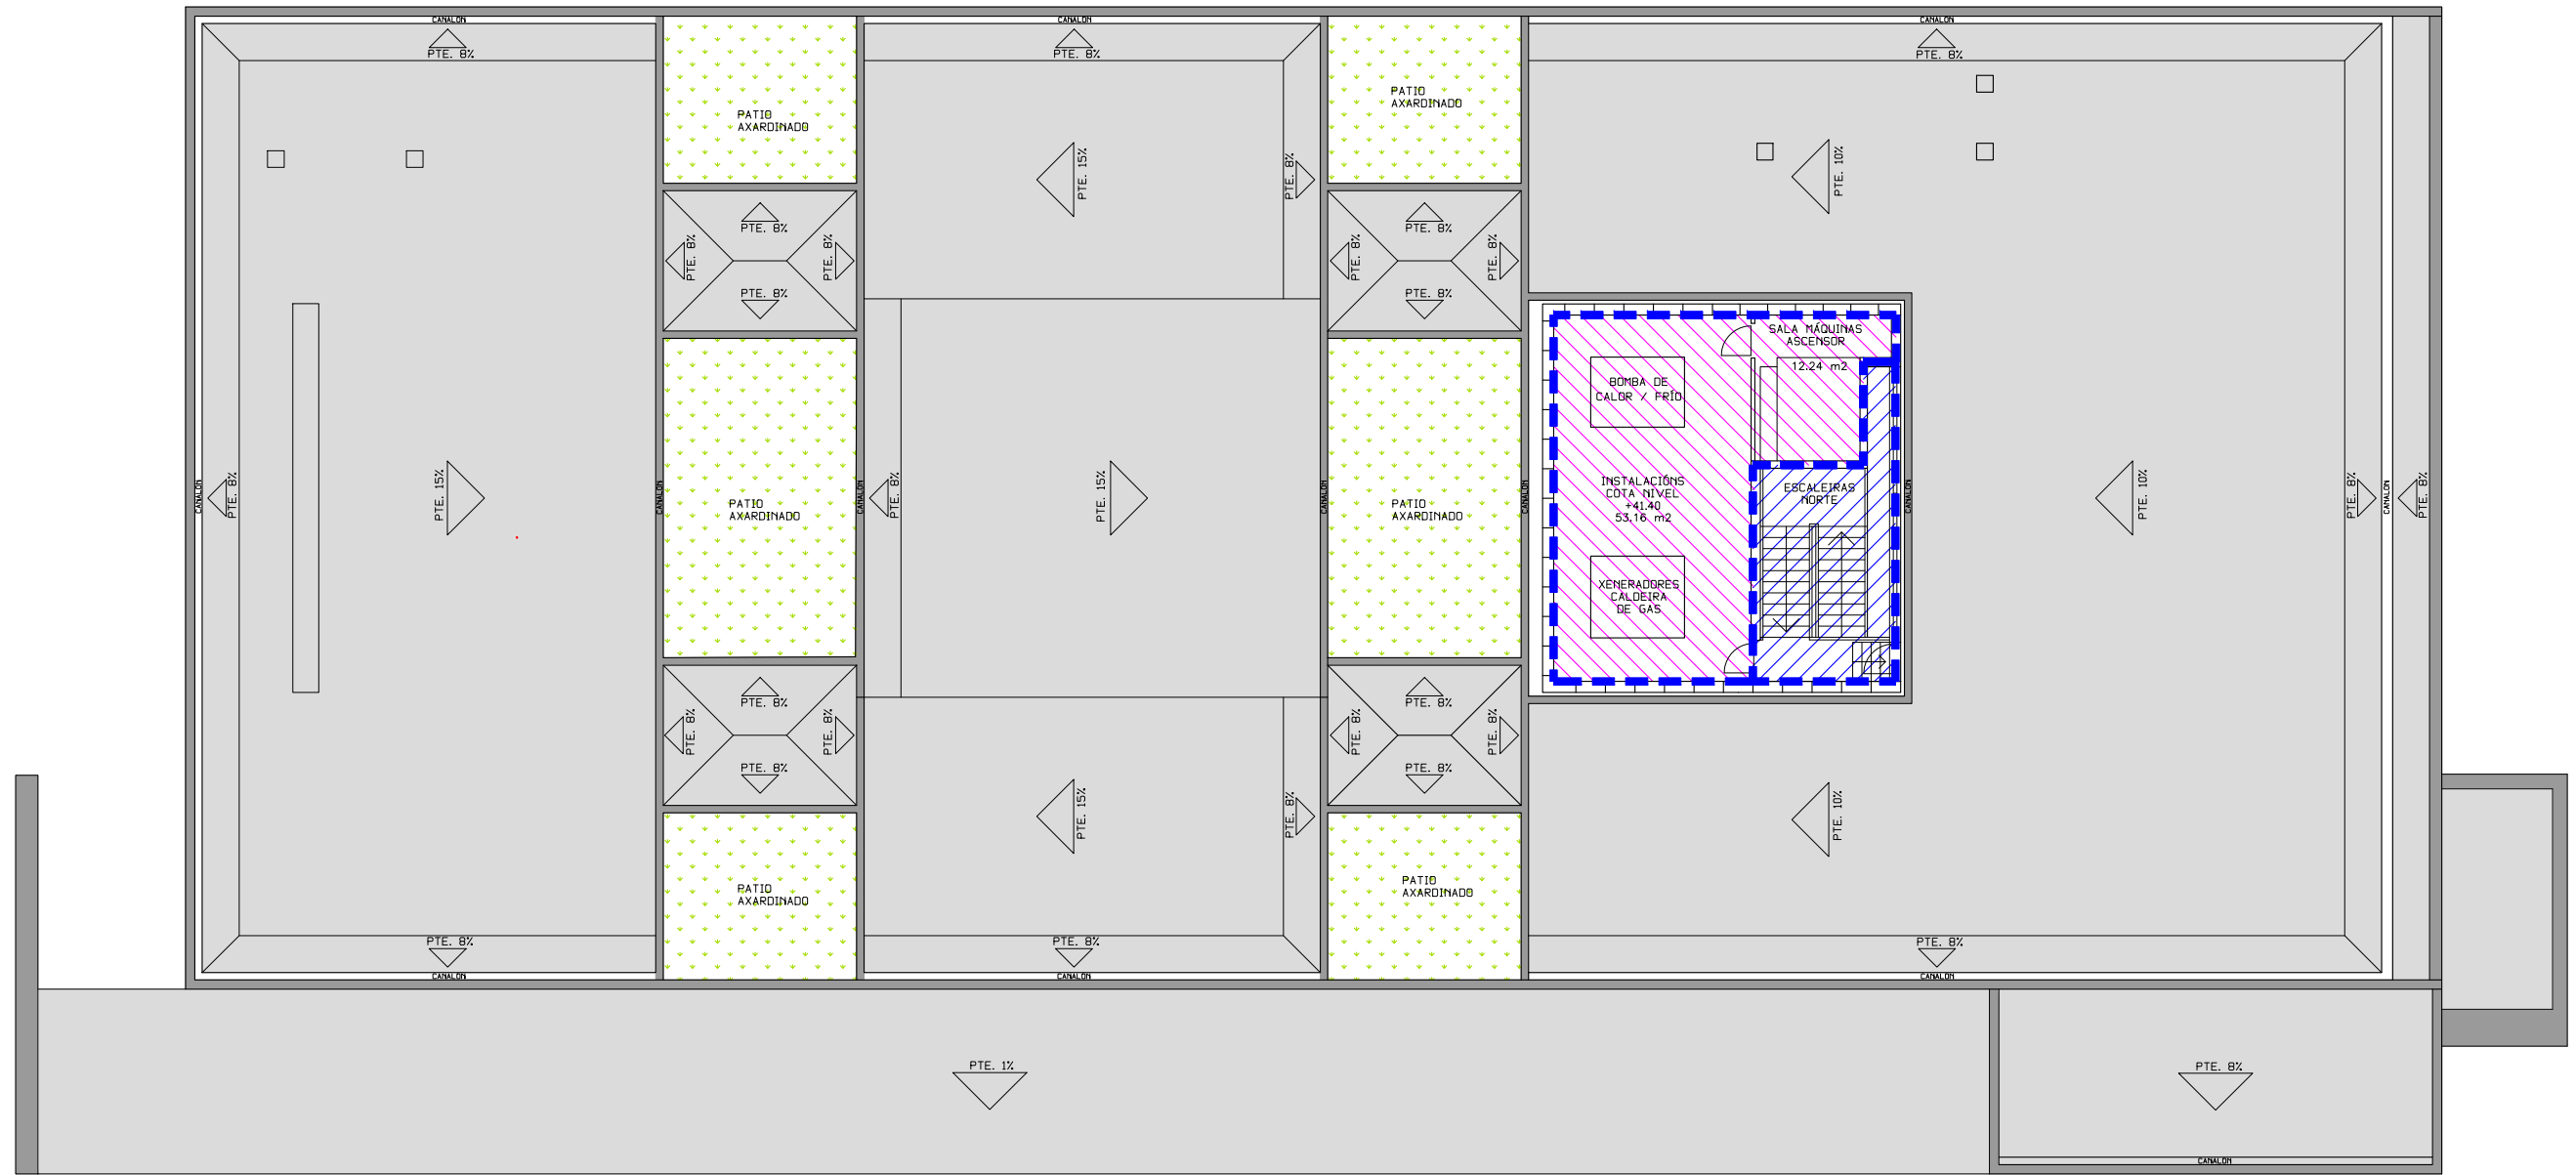 CANALON
CANALON
CANALON
PTE. 8%
PTE. 8%
PTE. 8%
PATIO
AXARDINADO
PATIO
AXARDINADO
PTE. 15%
PTE. 8%
PTE. 10%
PTE. 8%
PTE. 8%
PTE. 8%
PTE. 8%
PTE. 8%
PTE. 8%
PTE. 8%
PTE. 8%
SALA MÁQUINAS
ASCENSOR
12.24 m2
BOMBA DE
CALOR / FRÍO
CANALON
PTE. 8%
PTE. 15%
CANALON
PATIO
AXARDINADO
CANALON
PTE. 8%
PTE. 15%
CANALON
PATIO
AXARDINADO
CANALON
INSTALACIÓNS
COTA NIVEL
+41.40
53.16 m2
ESCALEIRAS
NORTE
CANALON
PTE. 10%
PTE. 8%
CANALON
PTE. 8%
XENERADORES
CALDEIRA
DE GAS
PTE. 8%
PTE. 8%
PTE. 8%
PTE. 8%
PTE. 8%
PTE. 8%
PTE. 8%
PTE. 8%
PTE. 15%
PTE. 8%
PTE. 10%
PATIO
AXARDINADO
PATIO
AXARDINADO
PTE. 8%
PTE. 8%
PTE. 8%
CANALON
CANALON
CANALON
PTE. 1%
PTE. 8%
CANALON